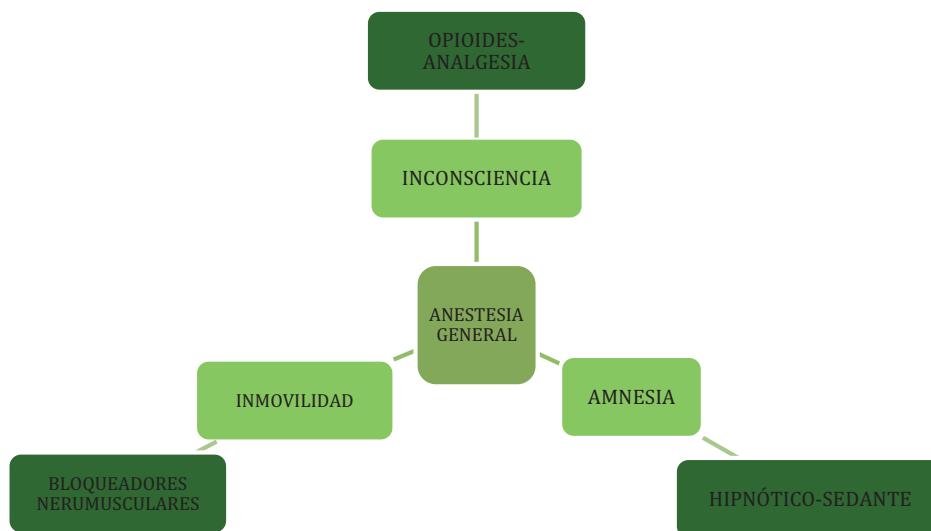 OPIOIDES-
ANALGESIA
INCONSCIENCIA
ANESTESIA
GENERAL
INMOVILIDAD
AMNESIA
BLOQUEADORES
NERUMUSCULARES
HIPNÓTICO-SEDANTE